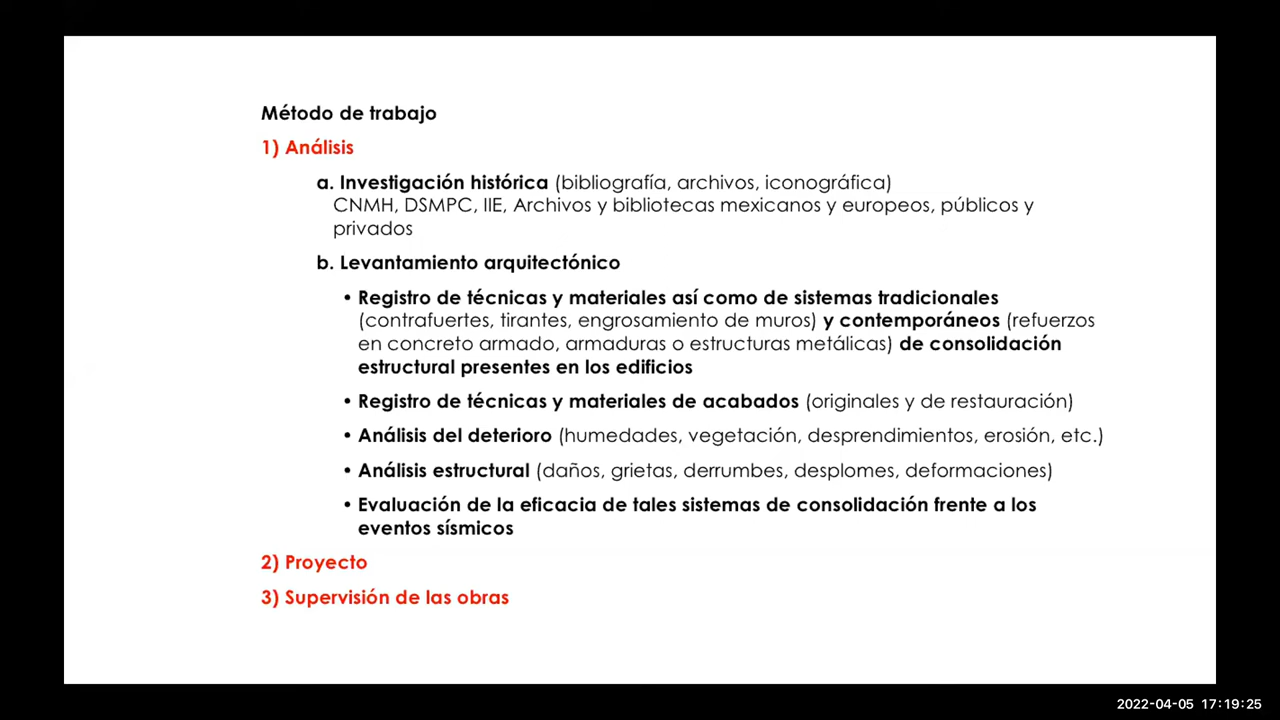 Método de trabajo
1) Análisis
a. Investigación histórica (bibliografía, archivos, iconográfica)
CNMH, DSMPC, IIE, Archivos y bibliotecas mexicanos y europeos, públicos y
privados
b. Levantamiento arquitectónico
• Registro de técnicas y materiales así como de sistemas tradicionales
(contrafuertes, tirantes, engrosamiento de muros) y contemporáneos (refuerzos
en concreto armado, armaduras o estructuras metálicas) de consolidación
estructural presentes en los edificios
• Registro de técnicas y materiales de acabados (originales y de restauración)
• Análisis del deterioro (humedades, vegetación, desprendimientos, erosión, etc.)
• Análisis estructural (daños, grietas, derrumbes, desplomes, deformaciones)
• Evaluación de la eficacia de tales sistemas de consolidación frente a los
eventos sísmicos
2) Proyecto
3) Supervisión de las obras
2022-04-05 17:19:25